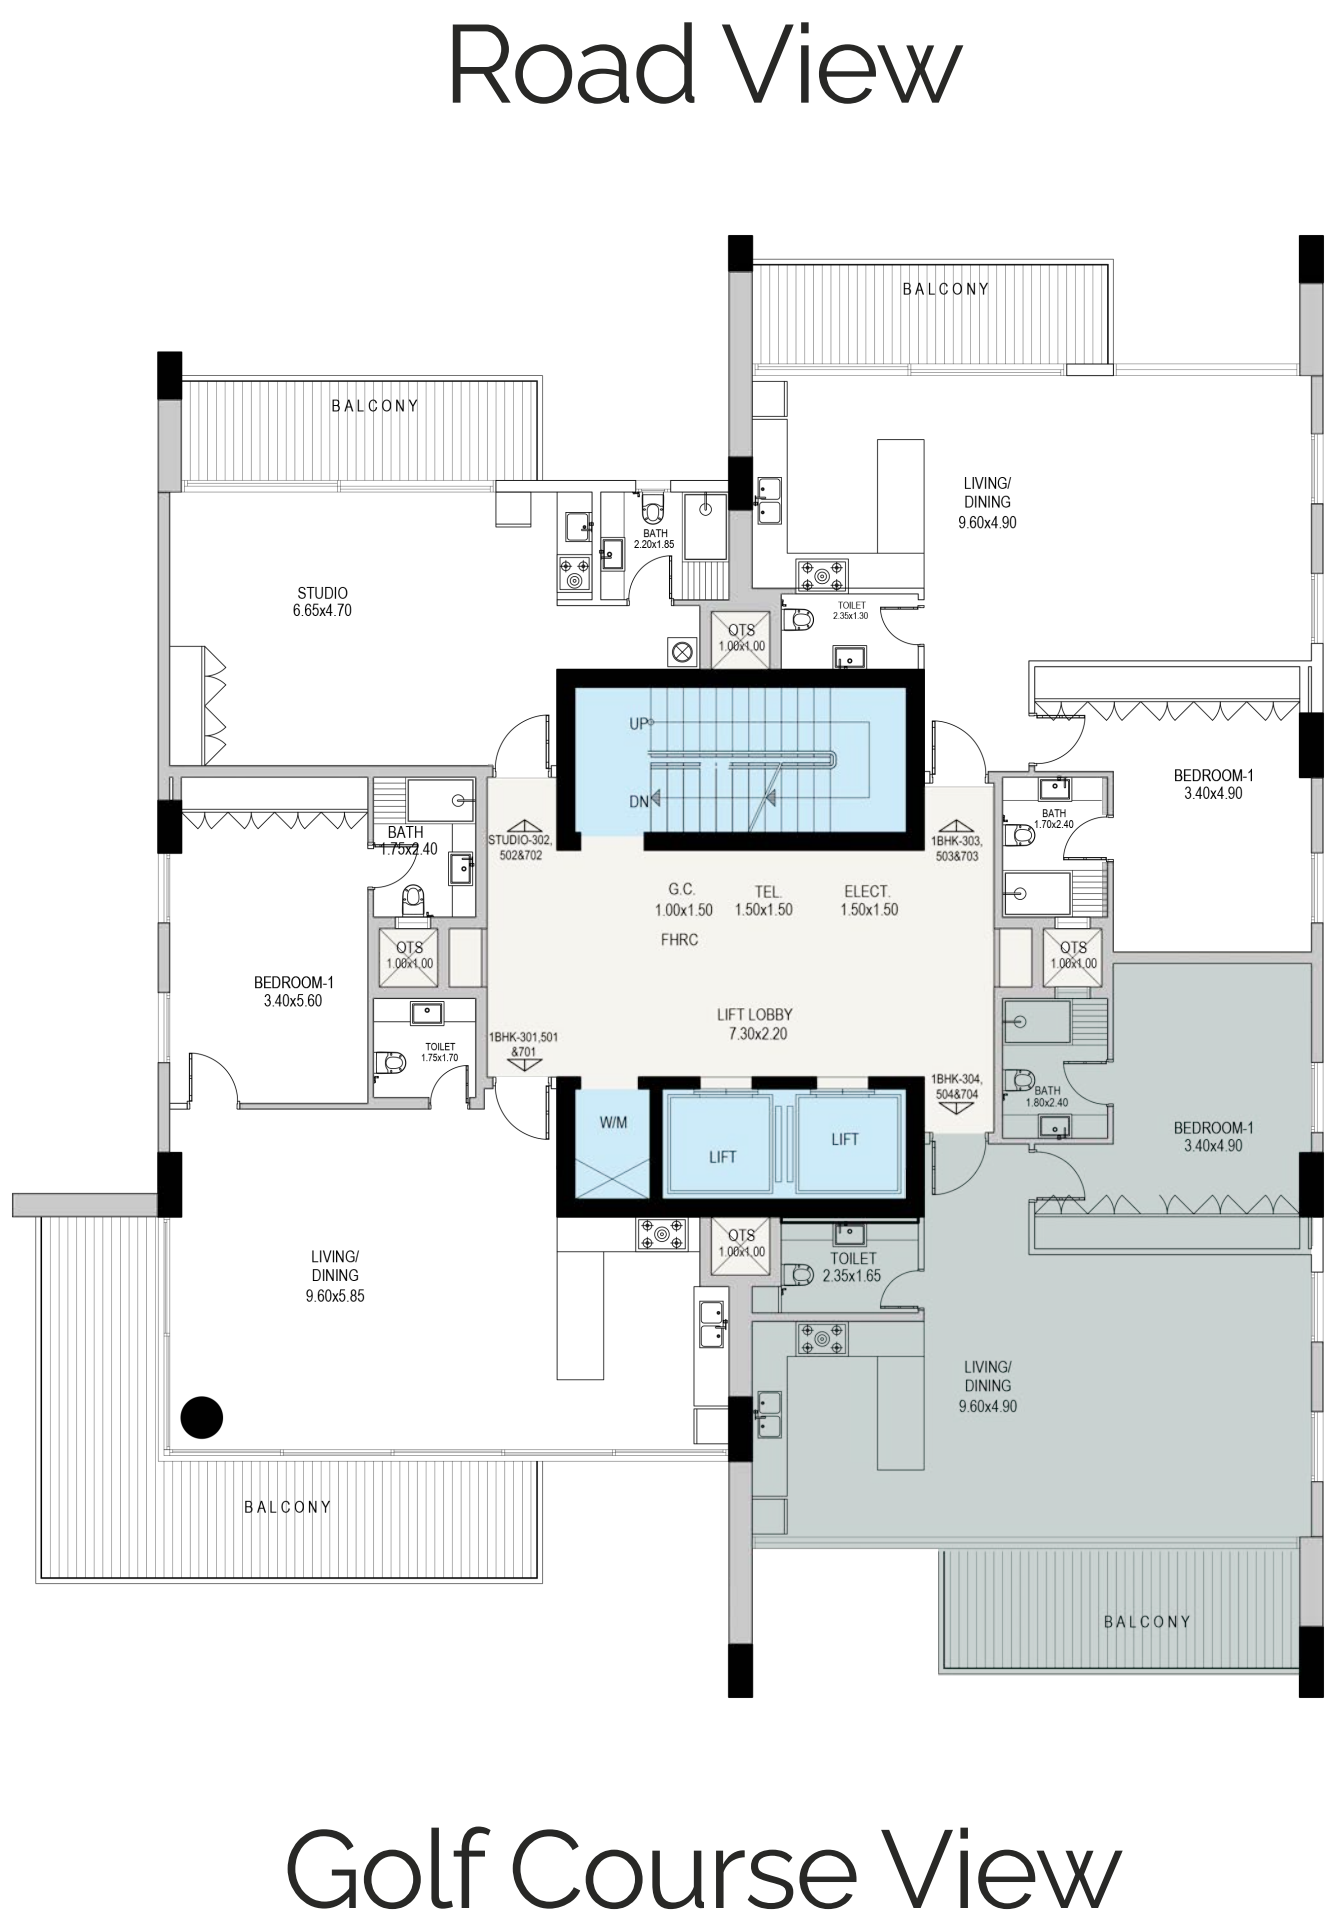 Road View
BALCONY
BALCONY
LIVING/
DINING
9.60x4.90
BATH
2.20x1.85
STUDIO
6.65x4.70
TOILET
2.35x1.30
OTS
1.00x1.00
UP
DN
BEDROOM-1
3.40x4.90
BATH
1.75x2.40
STUDIO-302,
502&702
1BHK-303,
503&703
BATH
1.70x2.40
G.C.
1.00x1.50
TEL.
1.50x1.50
ELECT.
1.50x1.50
FHRC
OTS
1.00x1.00
OTS
1.00x1.00
BEDROOM-1
3.40x5.60
LIFT LOBBY
7.30x2.20
TOILET
1.75x1.70
1BHK-301,501
&701
1BHK-304,
504&704
BATH
1.80x2.40
W/M
LIFT
LIFT
BEDROOM-1
3.40x4.90
OTS
1.00x1.00
TOILET
2.35x1.65
LIVING/
DINING
9.60x5.85
LIVING/
DINING
9.60x4.90
BALCONY
BALCONY
Golf Course View